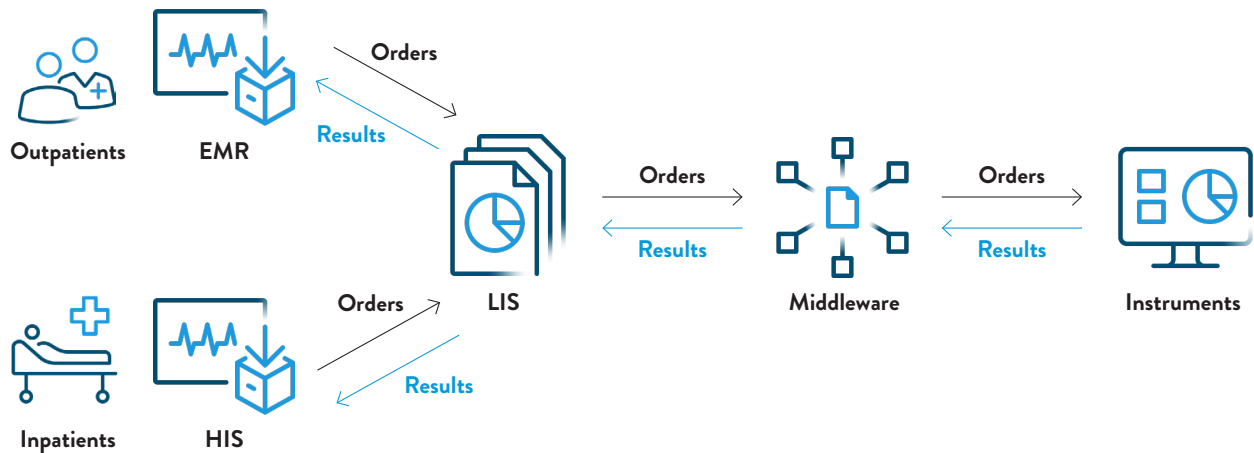 Orders
Results
Outpatients
EMR
Orders
Results
Orders
Results
Orders
Results
LIS
Middleware
Instruments
Inpatients
HIS